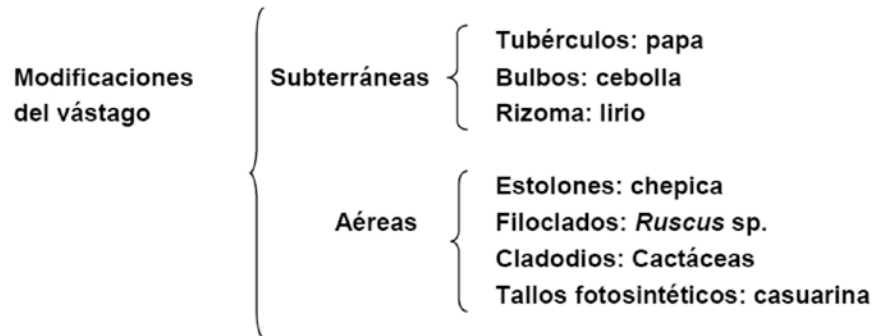 Modificaciones
del vástago
Subterráneas
Tubérculos: papa
Bulbos: cebolla
Rizoma: lirio
Aéreas
Estolones: chepica
Filoclados: Ruscus sp.
Cladodios: Cactáceas
Tallos fotosintéticos: casuarina